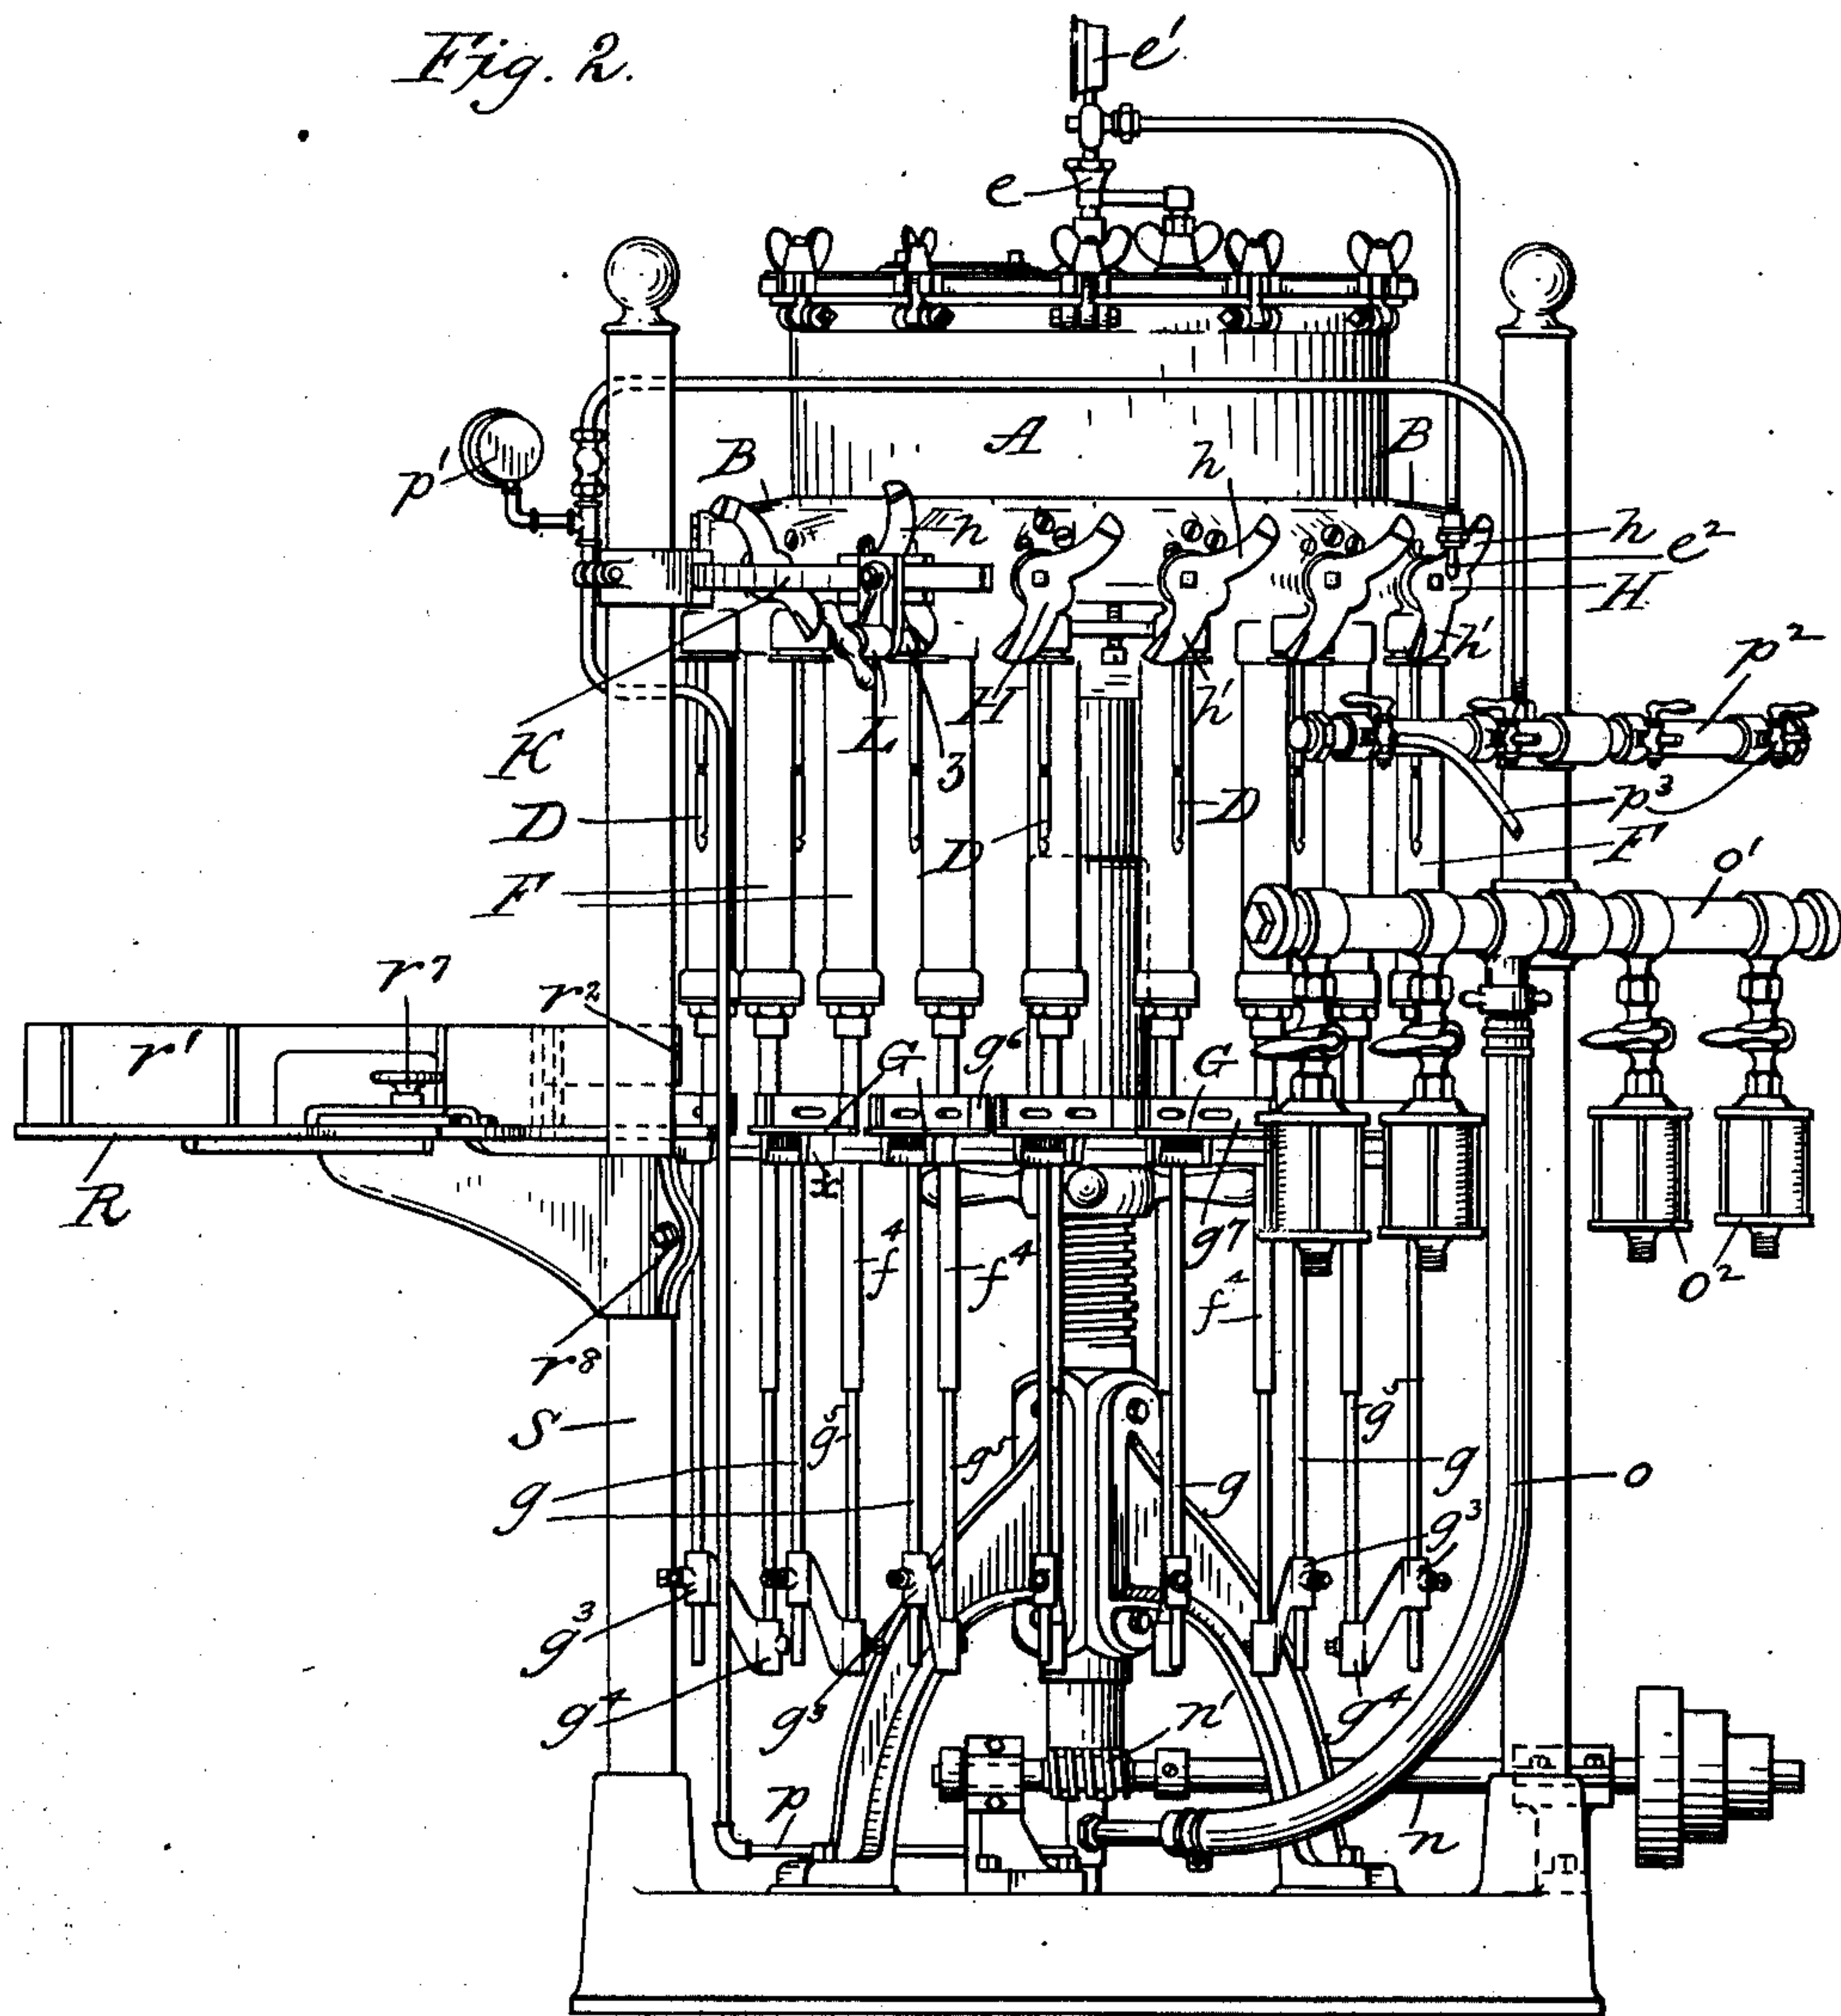 Fig. 2.
e'
e
A
B
B
h
h
h
e²
H
p'
h'
h'
p²
K
L
3
H
D
D
D
p³
F
F
o'
r⁷
r²
r'
G
g⁶
G
R
x
f⁴
f⁴
g⁷
f⁴
o²
r⁸
S
g⁵
g⁵
g⁵
g⁵
g
g
g
o
g³
g³
g³
g⁴
g⁴
n'
p
n